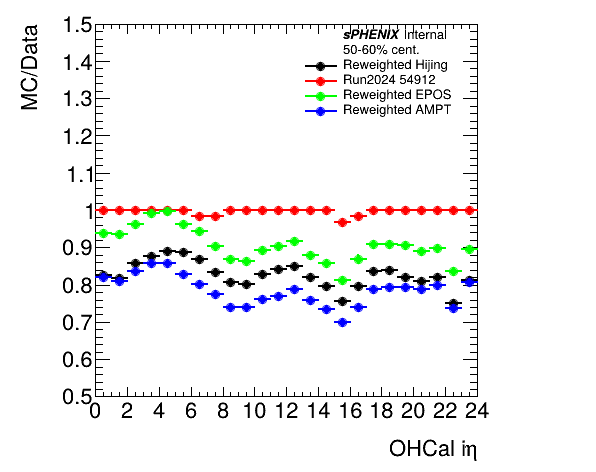 MC/Data
1.5
1.4
1.3
1.2
1.1
1
0.9
0.8
0.7
0.6
0.5
sPHENIX Internal
50-60% cent.
Reweighted Hijing
Run2024 54912
Reweighted EPOS
Reweighted AMPT
0 2 4 6 8 10 12 14 16 18 20 22 24
OHCal iη